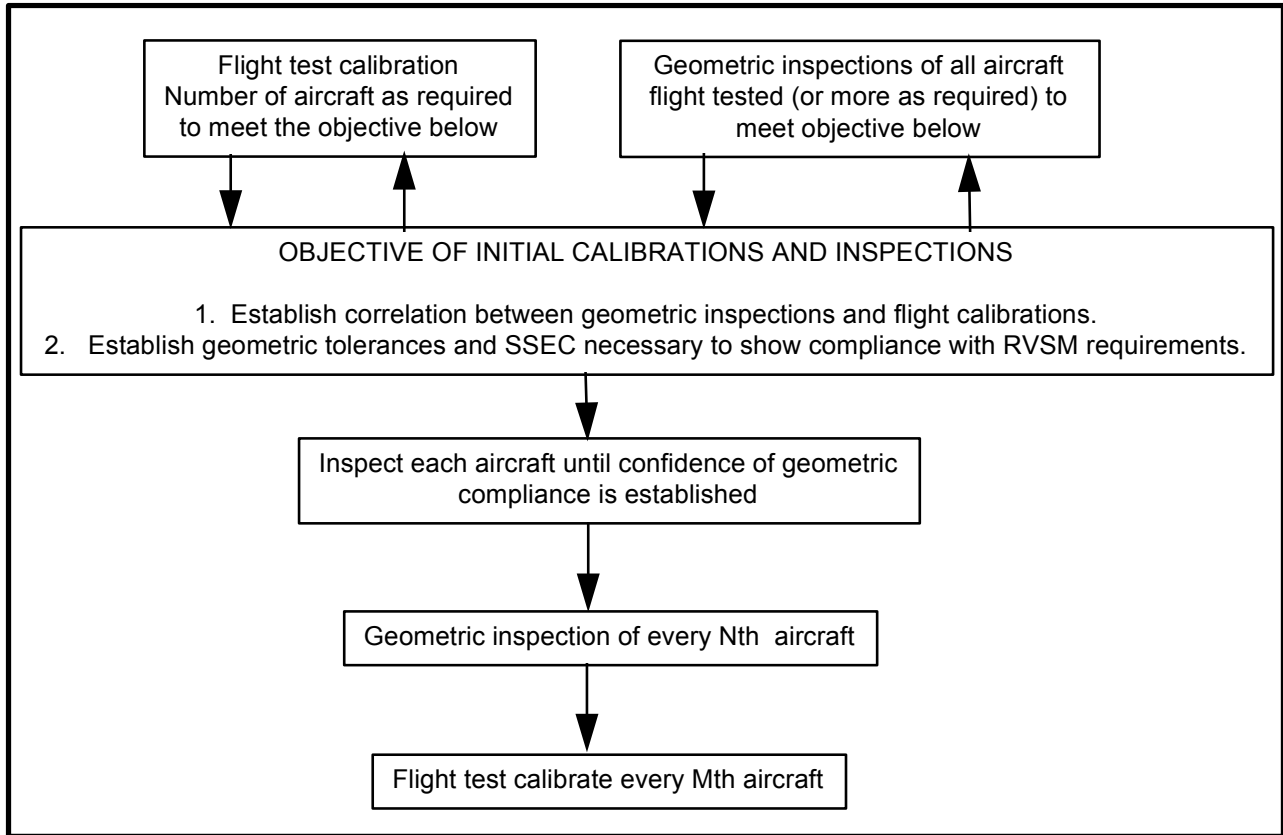 Flight test calibration
Number of aircraft as required
to meet the objective below
Geometric inspections of all aircraft
flight tested (or more as required) to
meet objective below
OBJECTIVE OF INITIAL CALIBRATIONS AND INSPECTIONS
1. Establish correlation between geometric inspections and flight calibrations.
2. Establish geometric tolerances and SSEC necessary to show compliance with RVSM requirements.
Inspect each aircraft until confidence of geometric
compliance is established
Geometric inspection of every Nth aircraft
Flight test calibrate every Mth aircraft